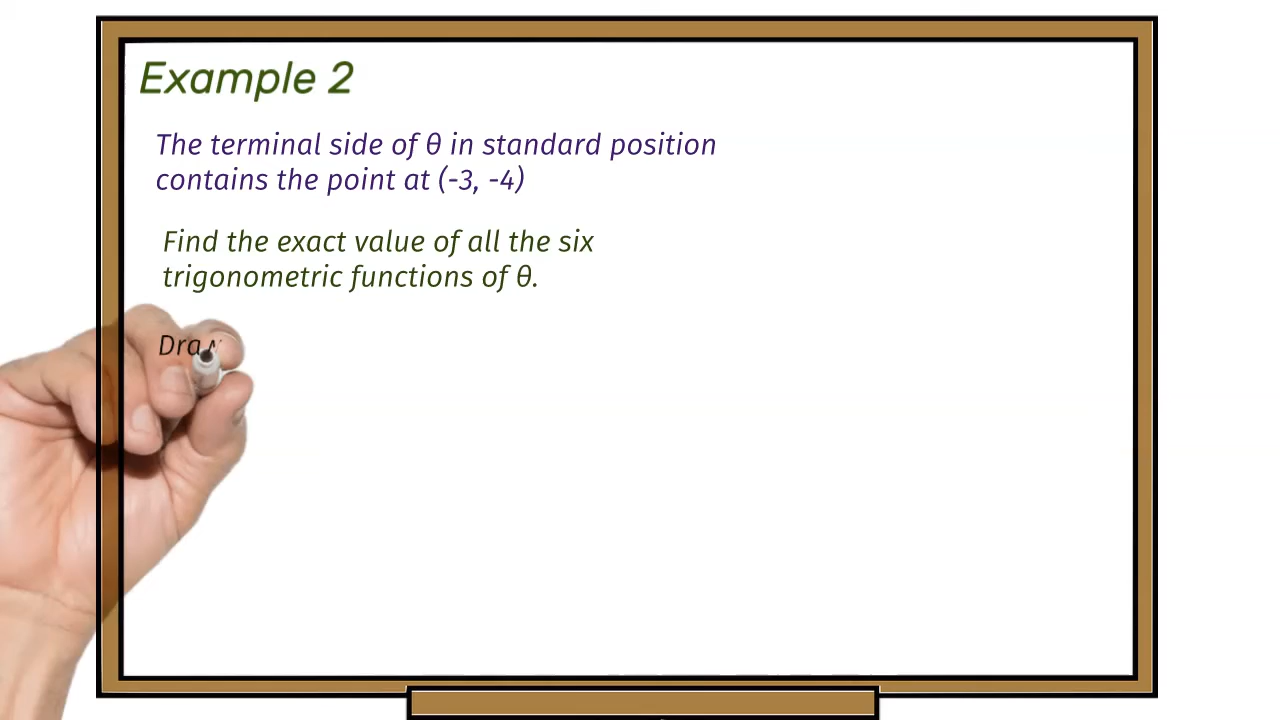 Example 2
The terminal side of θ in standard position
contains the point at (-3, -4)
Find the exact value of all the six
trigonometric functions of θ.